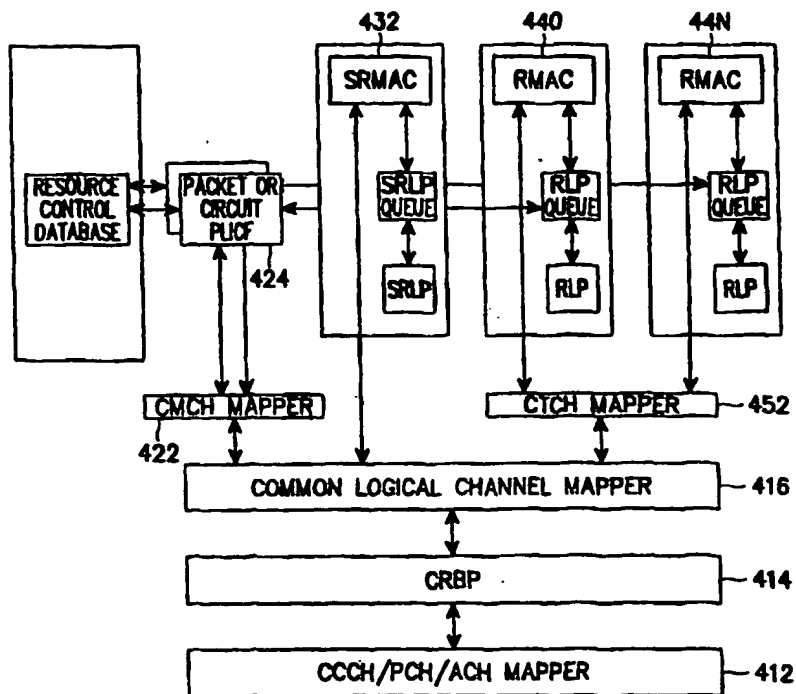 432
440
44N
SRMAC
RMAC
RMAC
RESOURCE
CONTROL
DATABASE
PACKET OR
CIRCUIT
PLICF
SRLP
QUEUE
RLP
QUEUE
RLP
QUEUE
424
SRLP
RLP
RLP
CMCH MAPPER
CTCH MAPPER
452
422
COMMON LOGICAL CHANNEL MAPPER
416
CRBP
414
CCCH/PCH/ACH MAPPER
412